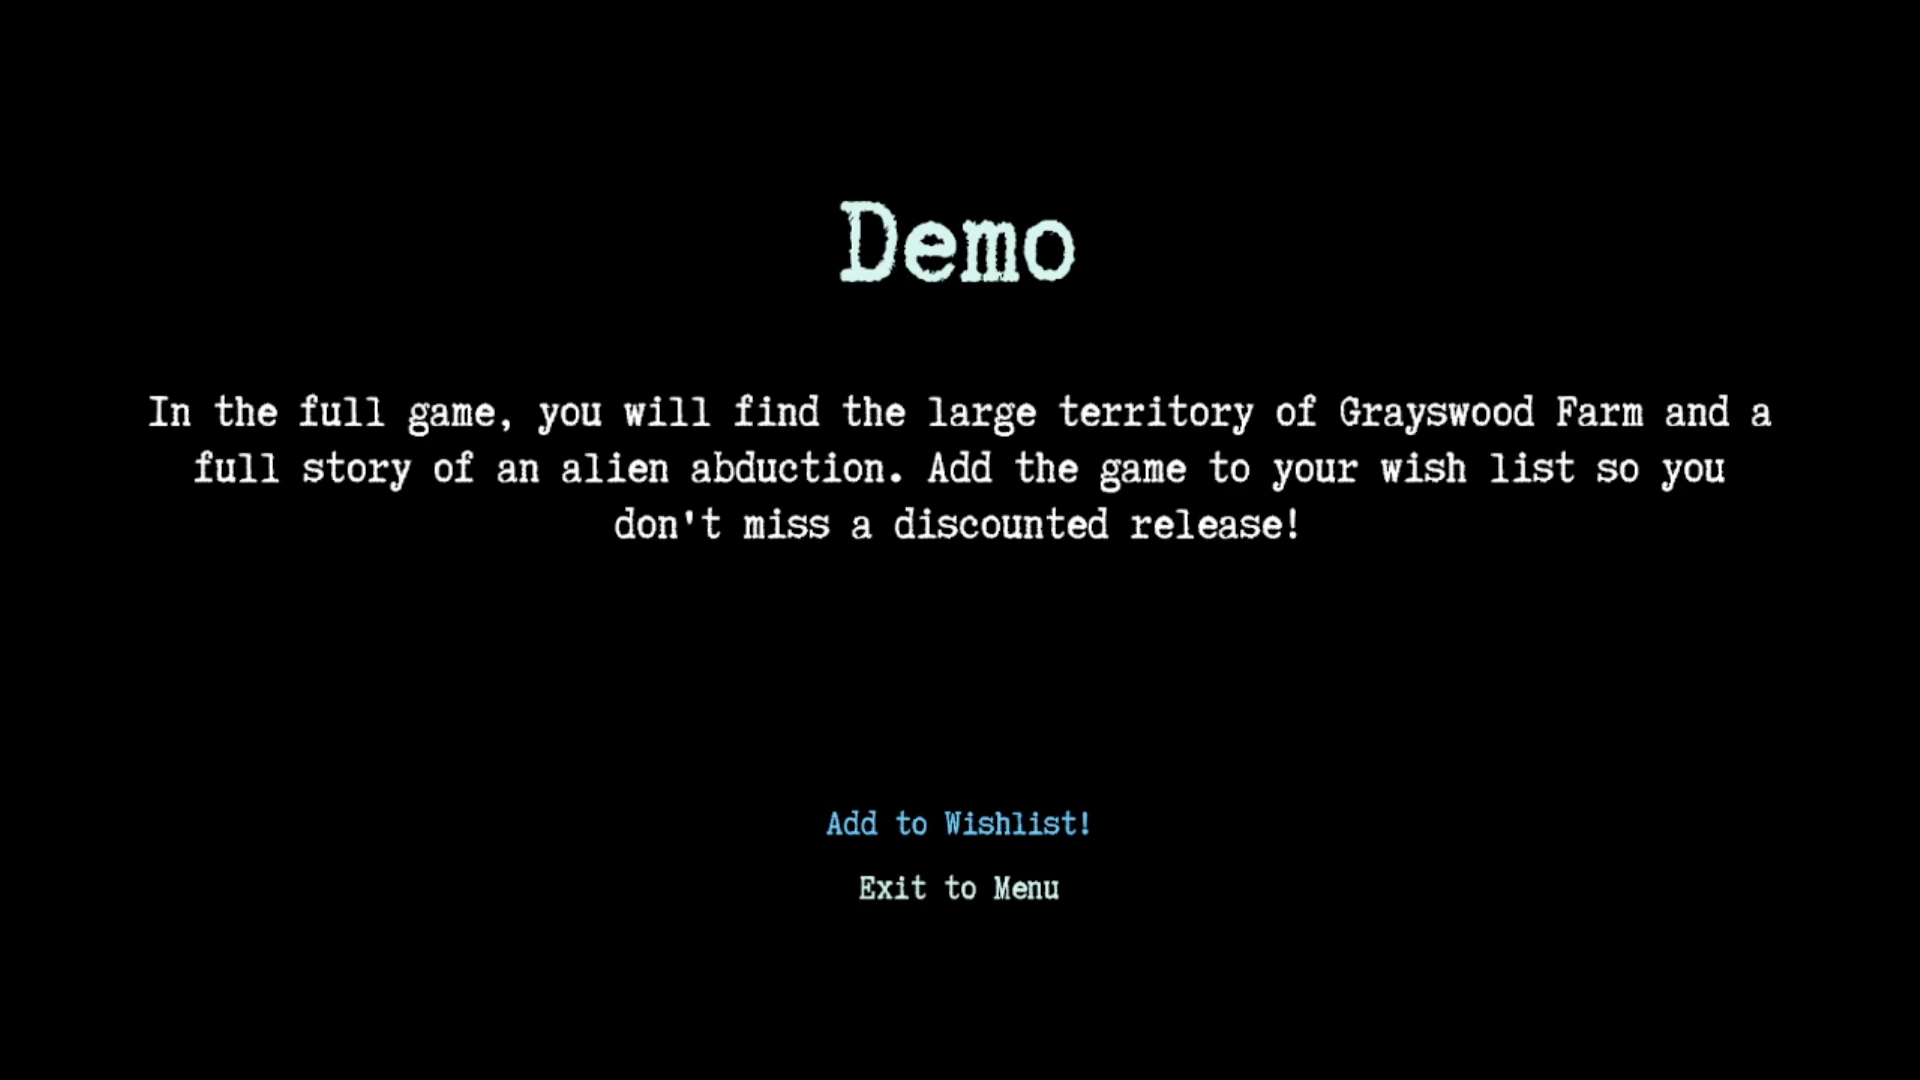 Demo
In the full game, you will find the large territory of Grayswood Farm and a
full story of an alien abduction. Add the game to your wish list so you
don't miss a discounted release!
Add to Wishlist!
Exit to Menu